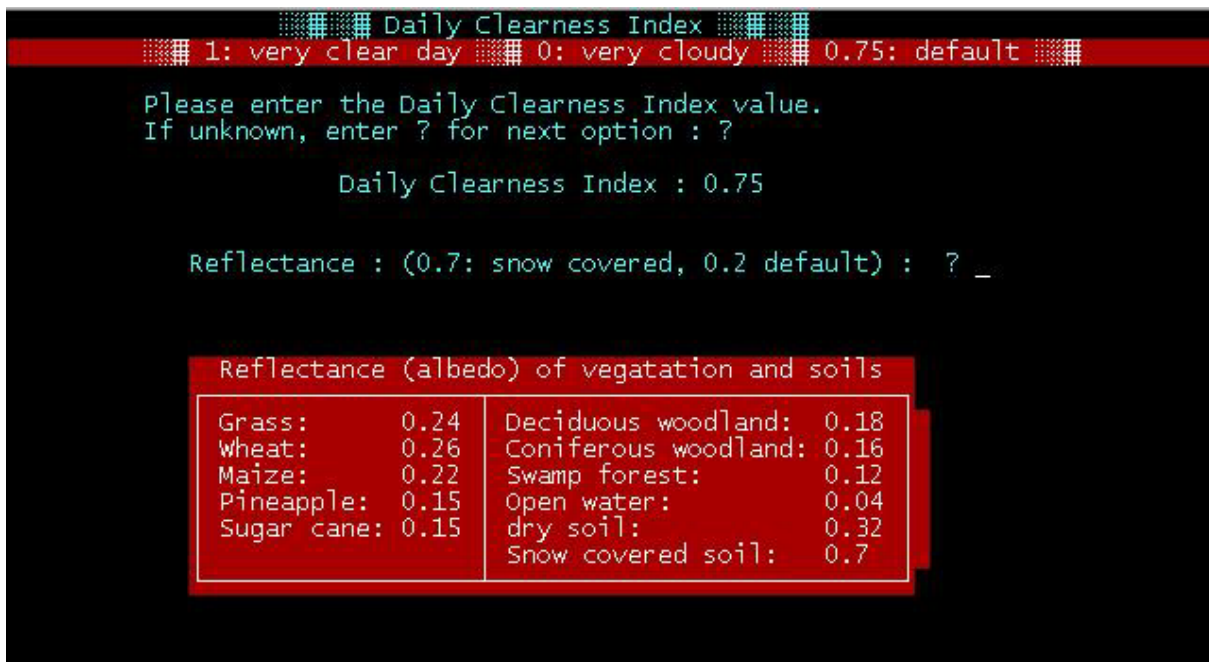 Daily Clearness Index
1: very clear day 0: very cloudy 0.75: default
Please enter the Daily Clearness Index value.
If unknown, enter ? for next option : ?
Daily Clearness Index : 0.75
Reflectance : (0.7: snow covered, 0.2 default) : ? _
Reflectance (albedo) of vegatation and soils
Grass: 0.24 Deciduous woodland: 0.18
Wheat: 0.26 Coniferous woodland: 0.16
Maize: 0.22 Swamp forest: 0.12
Pineapple: 0.15 Open water: 0.04
Sugar cane: 0.15 dry soil: 0.32
Snow covered soil: 0.7